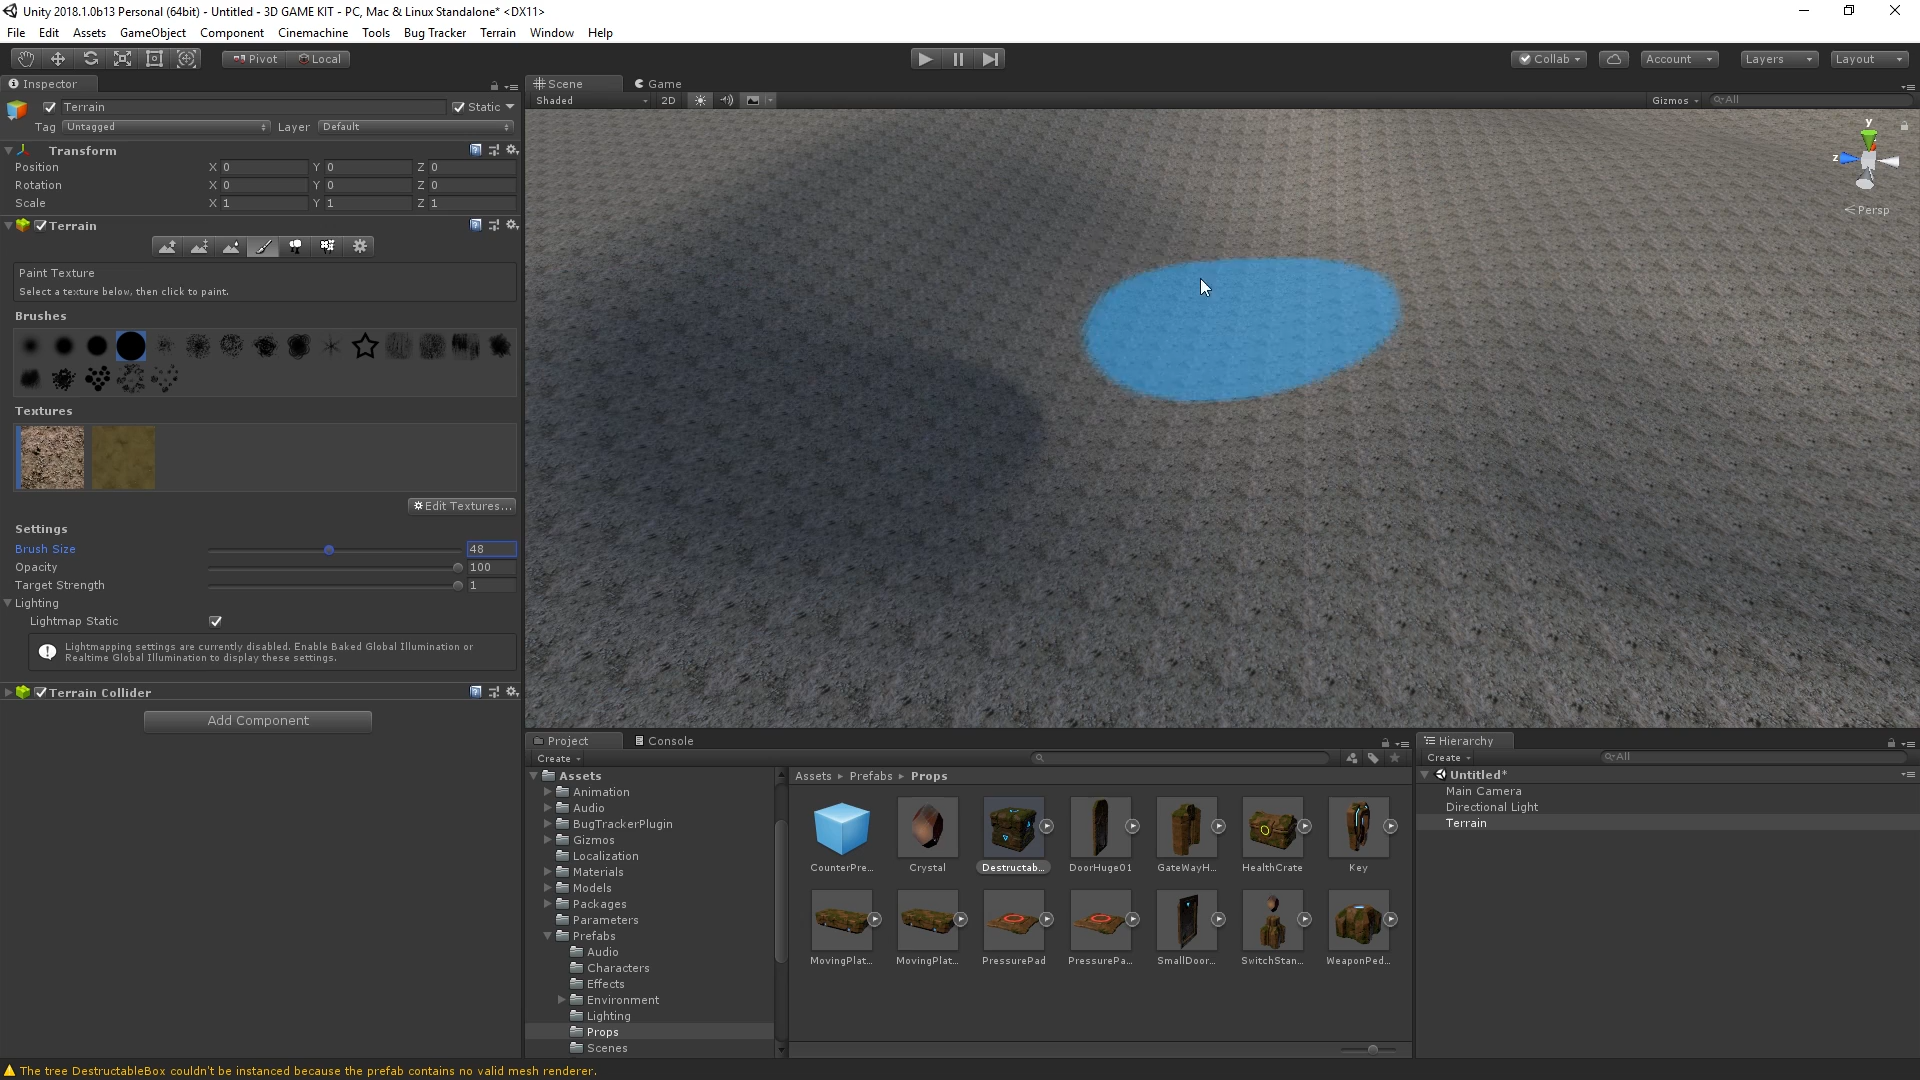 Unity 2018.1.0b13 Personal (64bit) - Untitled - 3D GAME KIT - PC, Mac & Linux Standalone* <DX11>
File Edit Assets GameObject Component Cinemachine Tools Bug Tracker Terrain Window Help
Pivot Local
Collab Account Layers Layout
Inspector
Terrain Static
Tag Untagged Layer Default
Transform
Position X 0 Y 0 Z 0
Rotation X 0 Y 0 Z 0
Scale X 1 Y 1 Z 1
Terrain
Paint Texture
Select a texture below, then click to paint.
Brushes
Textures
Edit Textures...
Settings
Brush Size 48
Opacity 100
Target Strength 1
Lighting
Lightmap Static
Lightmapping settings are currently disabled. Enable Baked Global Illumination or
Realtime Global Illumination to display these settings.
Terrain Collider
Add Component
Scene Game
Shaded 2D Gizmos All
y
z
Persp
Project Console
Create
Assets
Animation
Audio
BugTrackerPlugin
Gizmos
Localization
Materials
Models
Packages
Parameters
Prefabs
Audio
Characters
Effects
Environment
Lighting
Props
Scenes
Assets Prefabs Props
CounterPre... Crystal Destructab... DoorHuge01 GateWayH... HealthCrate Key
MovingPlat... MovingPlat... PressurePad PressurePa... SmallDoor... SwitchStan... WeaponPed...
Hierarchy
Create All
Untitled*
Main Camera
Directional Light
Terrain
The tree DestructableBox couldn't be instanced because the prefab contains no valid mesh renderer.